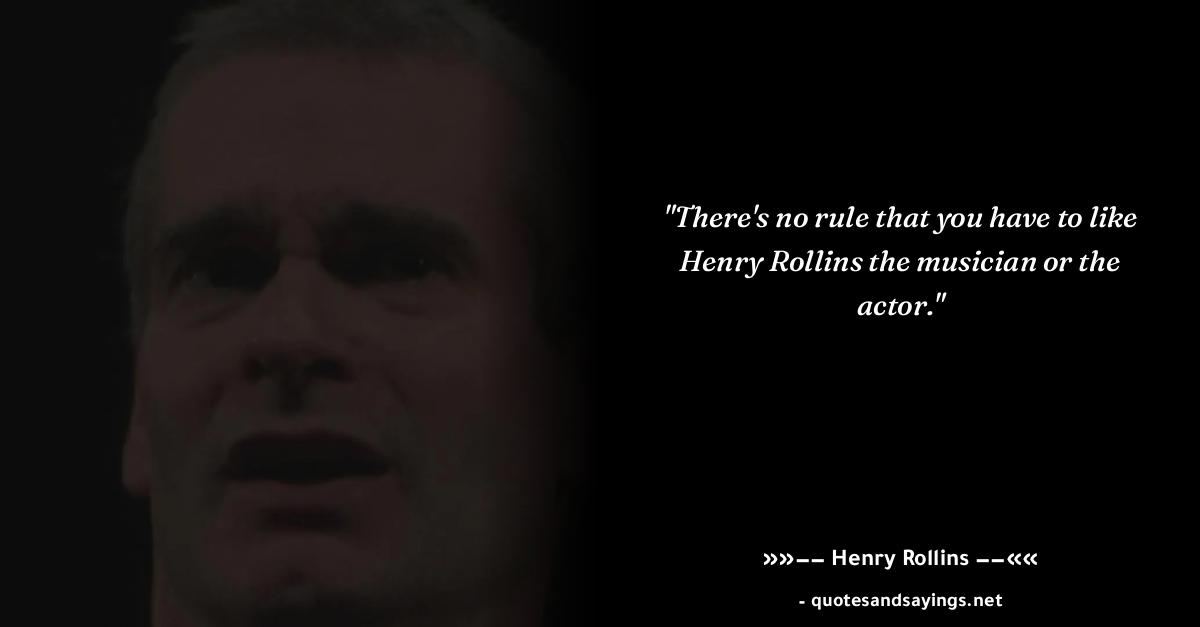 "There's no rule that you have to like
Henry Rollins the musician or the
actor."
»»–– Henry Rollins ––««
- quotesandsayings.net